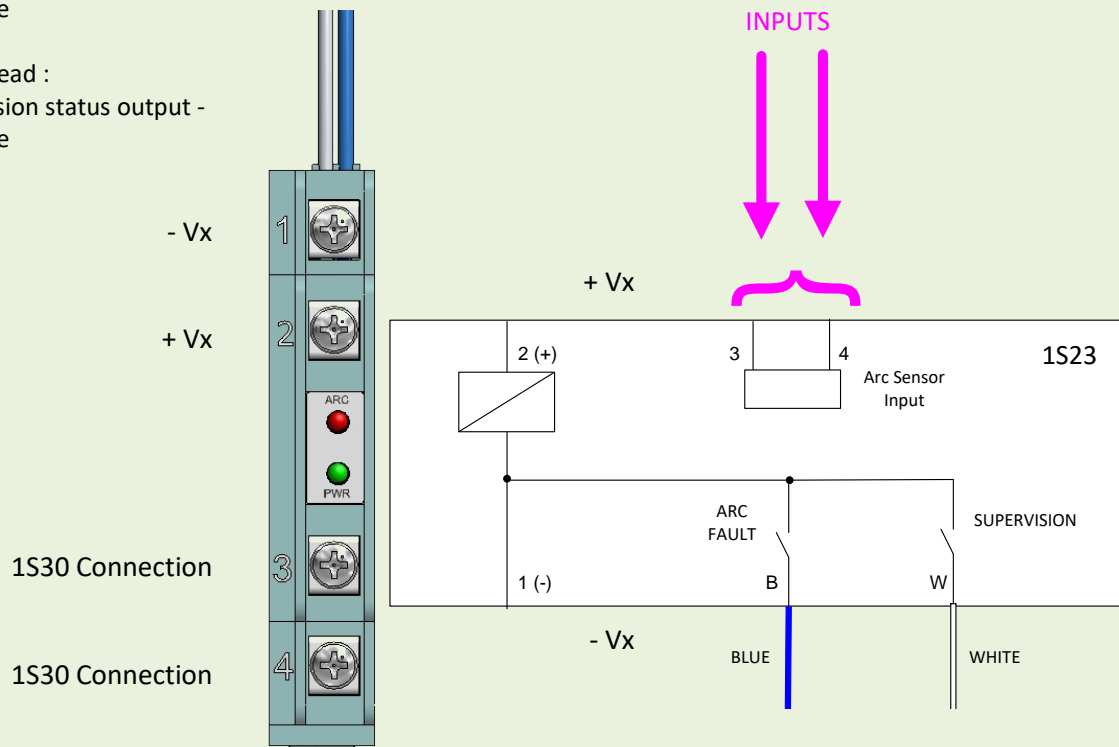 ead :
sion status output -
- Vx
+ Vx
1S30 Connection
1S30 Connection
1
2
ARC
PWR
3
4
INPUTS
+ Vx
2 (+)
3
4
1S23
Arc Sensor
Input
ARC
FAULT
SUPERVISION
1 (-)
B
W
- Vx
BLUE
WHITE